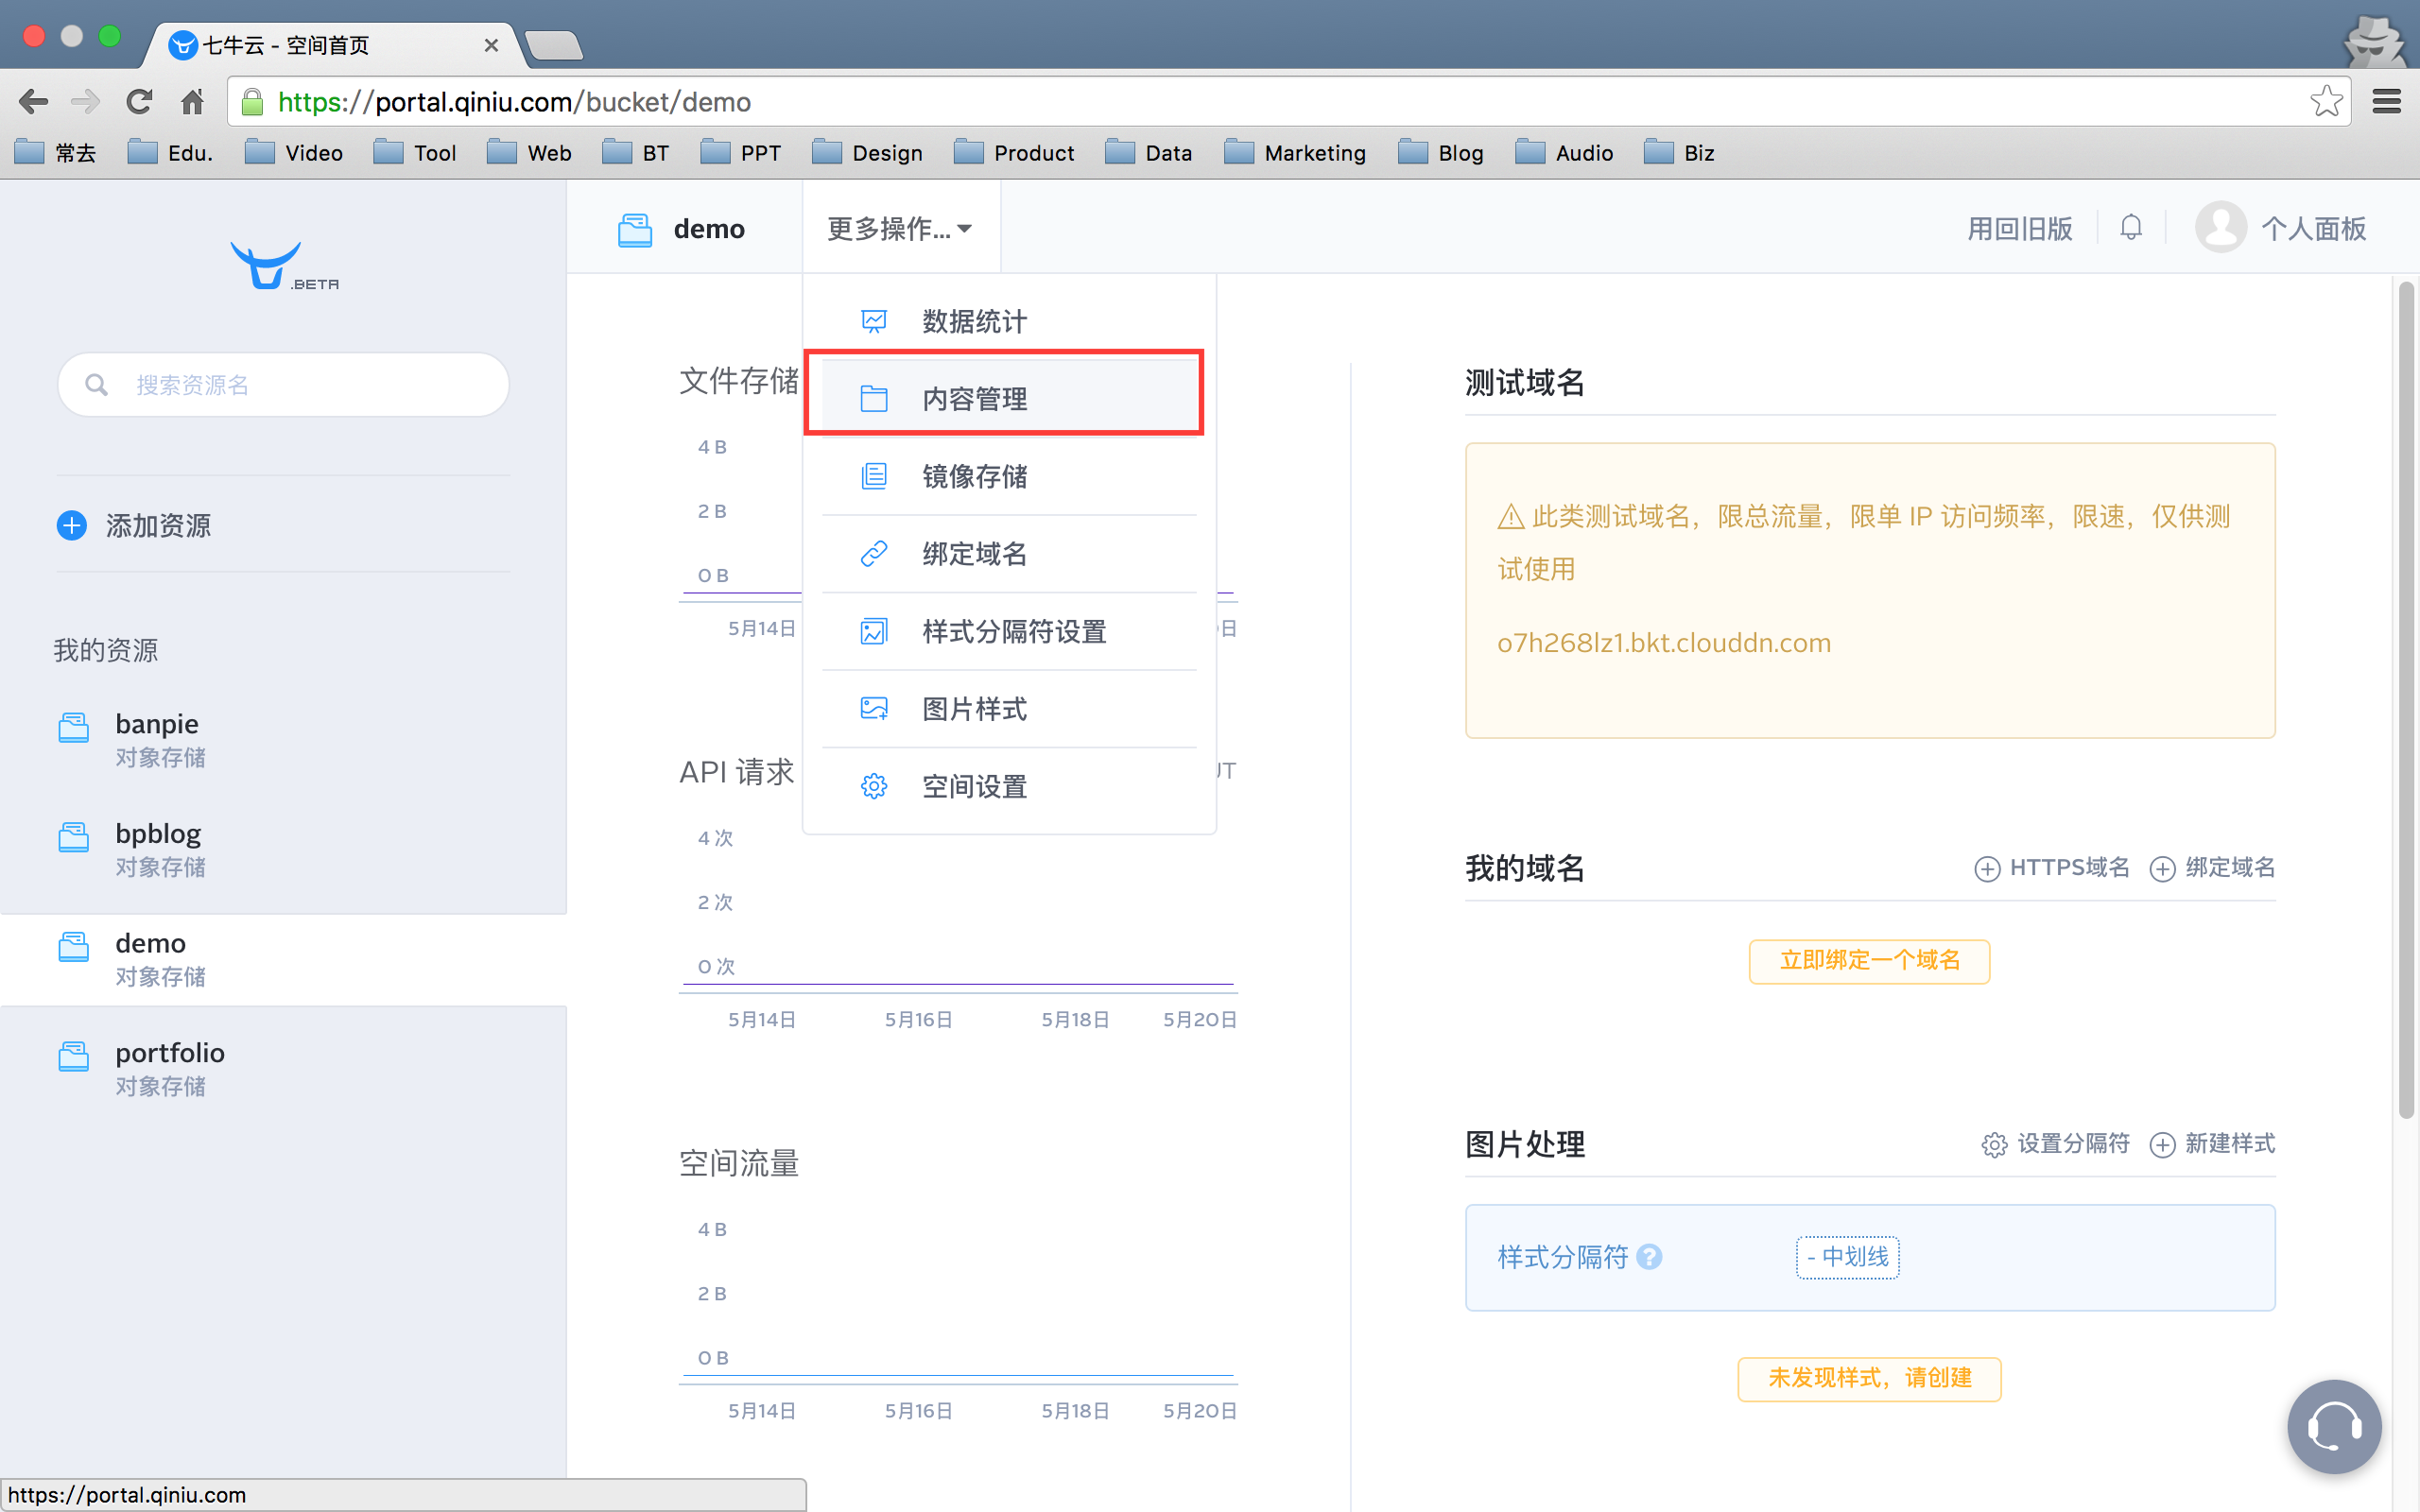 七牛云 - 空间首页
https://portal.qiniu.com/bucket/demo
常去 Edu. Video Tool Web BT PPT Design Product Data Marketing Blog Audio Biz
.BETA
搜索资源名
添加资源
我的资源
banpie
对象存储
bpblog
对象存储
demo
对象存储
portfolio
对象存储
demo
更多操作...
用回旧版
个人面板
数据统计
内容管理
镜像存储
绑定域名
样式分隔符设置
图片样式
空间设置
文件存储
4 B
2 B
0 B
5月14日 日
API 请求
4 次
2 次
0 次
5月14日 5月16日 5月18日 5月20日
空间流量
4 B
2 B
0 B
5月14日 5月16日 5月18日 5月20日
测试域名
此类测试域名，限总流量，限单 IP 访问频率，限速，仅供测
试使用
o7h268lz1.bkt.clouddn.com
我的域名
HTTPS域名 绑定域名
立即绑定一个域名
图片处理
设置分隔符 新建样式
样式分隔符 ?
- 中划线
未发现样式，请创建
https://portal.qiniu.com